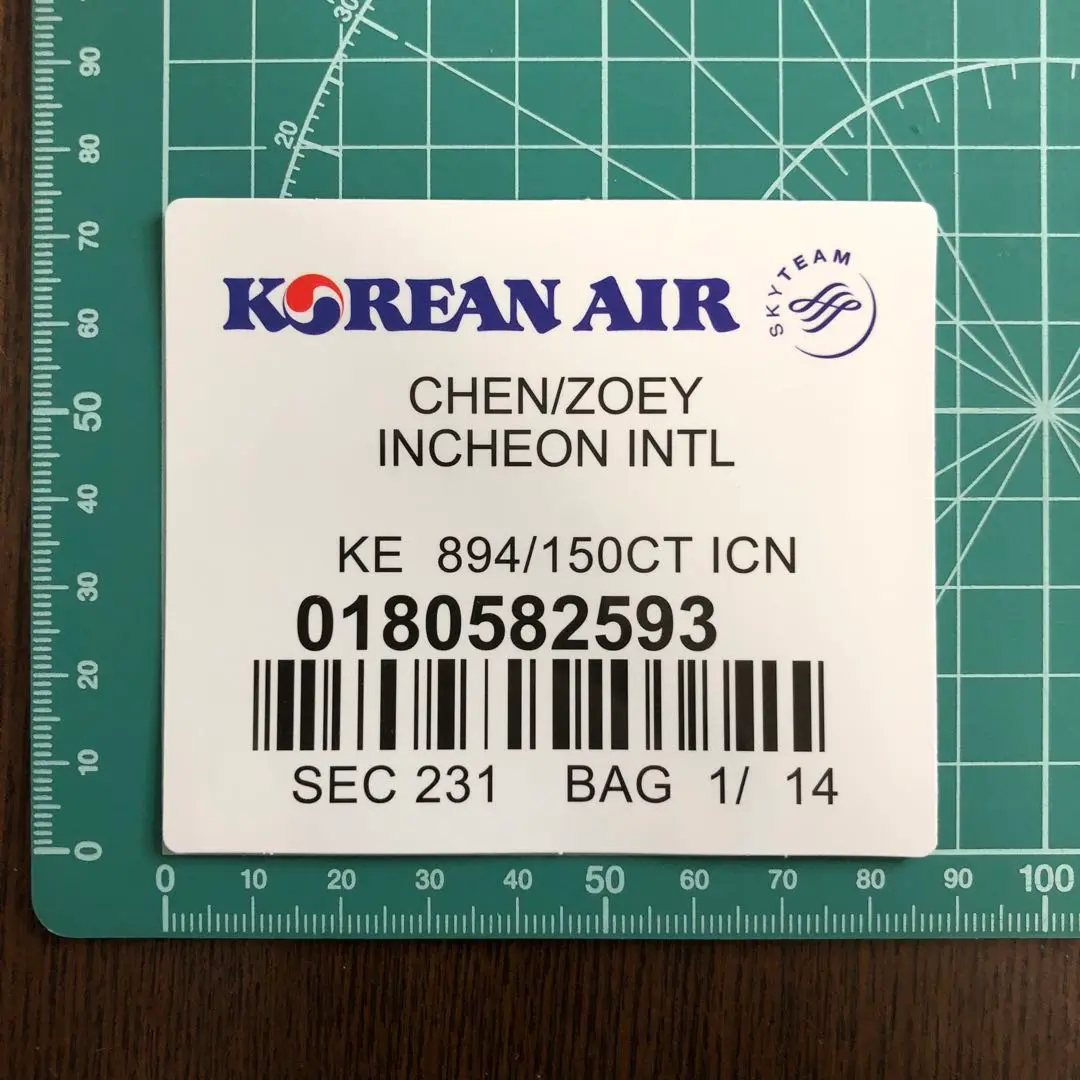 KOREAN AIR
SKYTEAM
CHEN/ZOEY
INCHEON INTL
KE 894/150CT ICN
0180582593
SEC 231 BAG 1/ 14
90
80
70
60
50
40
30
20
10
0
0 10 20 30 40 50 60 70 80 90 100
30
20